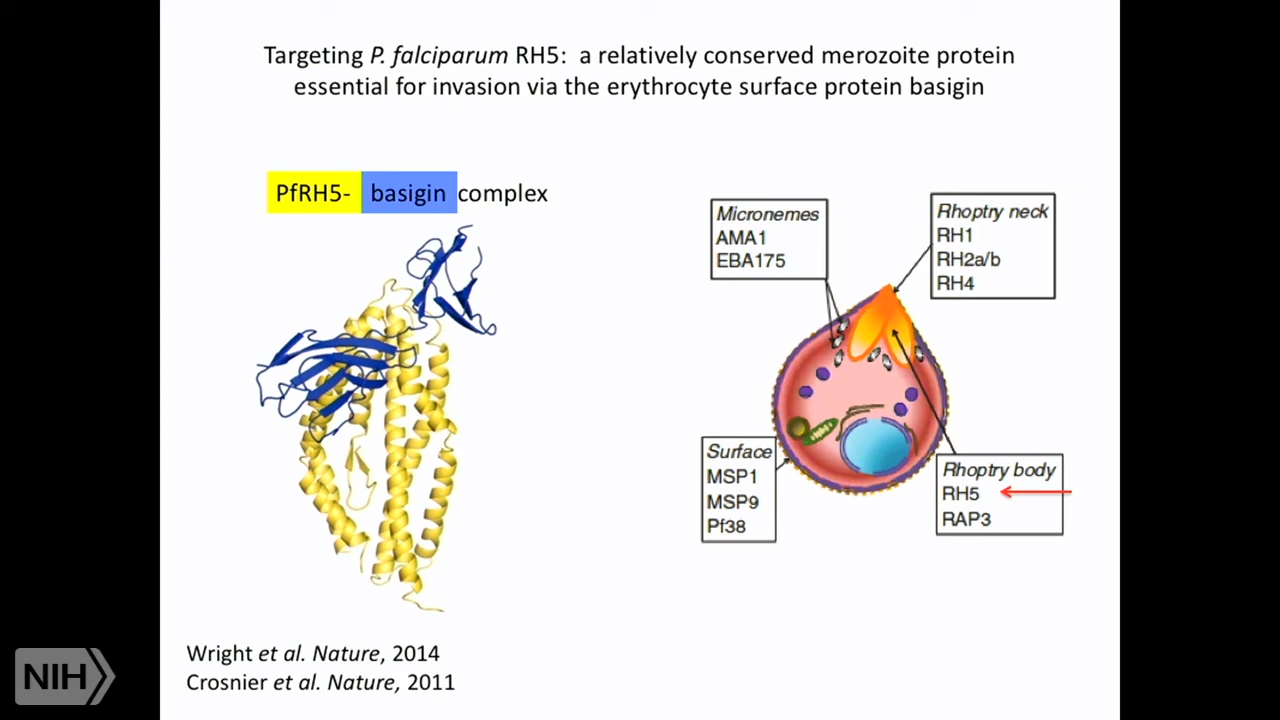 Targeting P. falciparum RH5:  a relatively conserved merozoite protein
essential for invasion via the erythrocyte surface protein basigin
PfRH5- basigin complex
Micronemes
AMA1
EBA175
Rhoptry neck
RH1
RH2a/b
RH4
Surface
MSP1
MSP9
Pf38
Rhoptry body
RH5
RAP3
Wright et al. Nature, 2014
Crosnier et al. Nature, 2011
NIH